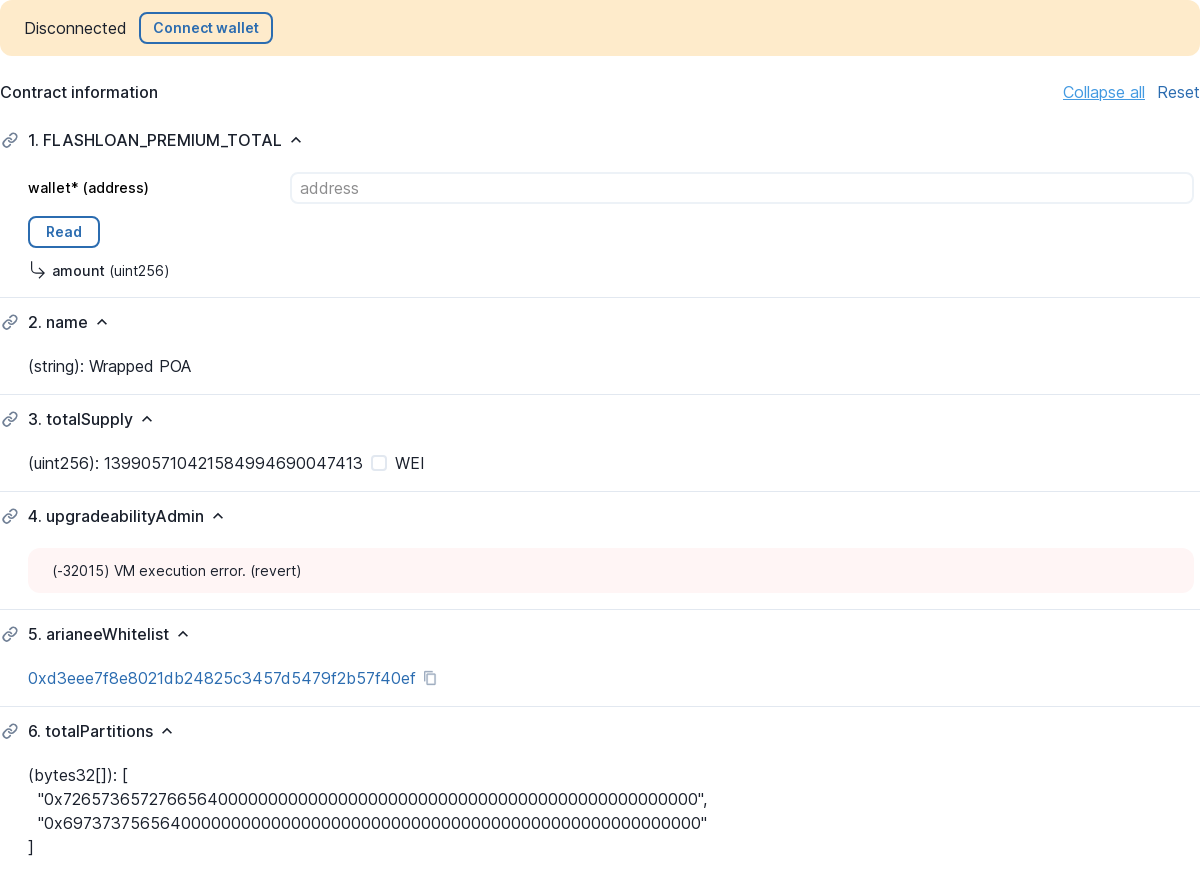 Disconnected Connect wallet
Contract information Collapse all Reset
1. FLASHLOAN_PREMIUM_TOTAL
wallet* (address) address
Read
amount (uint256)
2. name
(string): Wrapped POA
3. totalSupply
(uint256): 139905710421584994690047413 WEI
4. upgradeabilityAdmin
(-32015) VM execution error. (revert)
5. arianeeWhitelist
0xd3eee7f8e8021db24825c3457d5479f2b57f40ef
6. totalPartitions
(bytes32[]): [
"0x7265736572766564000000000000000000000000000000000000000000000000",
"0x6973737565640000000000000000000000000000000000000000000000000000"
]